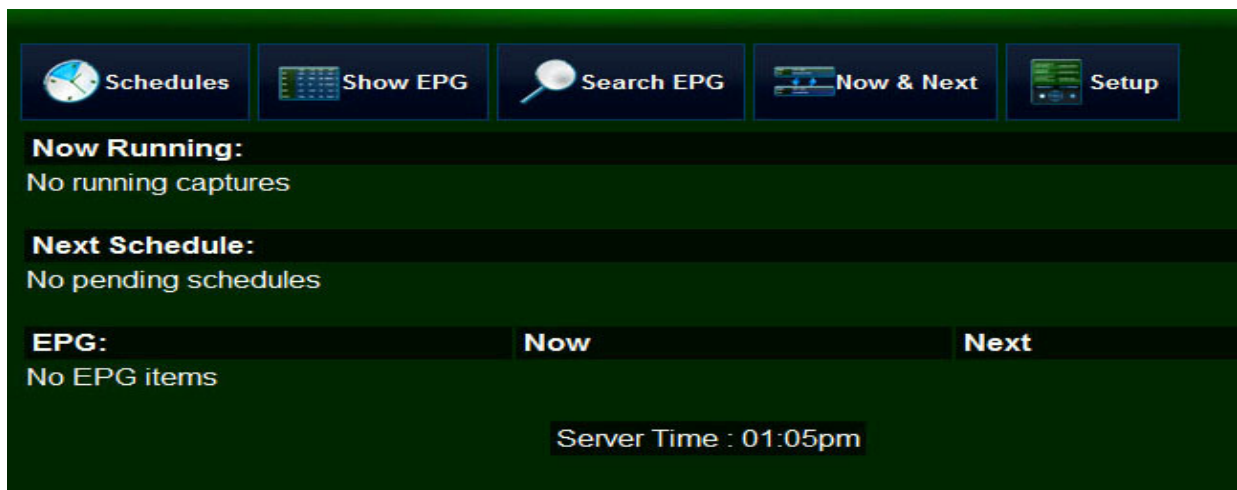 Schedules Show EPG Search EPG Now & Next Setup
Now Running:
No running captures
Next Schedule:
No pending schedules
EPG: Now Next
No EPG items
Server Time : 01:05pm